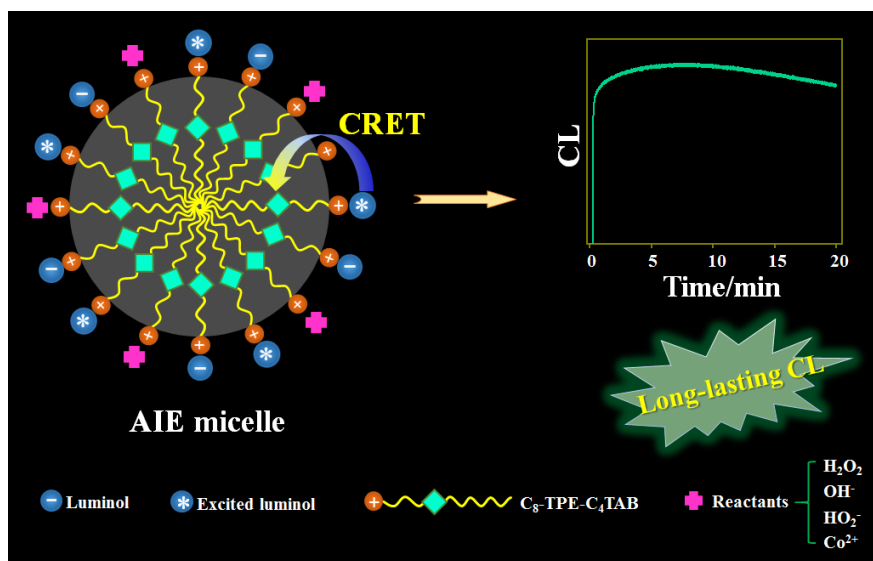 CRET
CL
0 5 10 15 20
Time/min
Long-lasting CL
AIE micelle
Luminol
Excited luminol
C₈-TPE-C₄TAB
Reactants
H₂O₂
OH⁻
HO₂⁻
Co²⁺